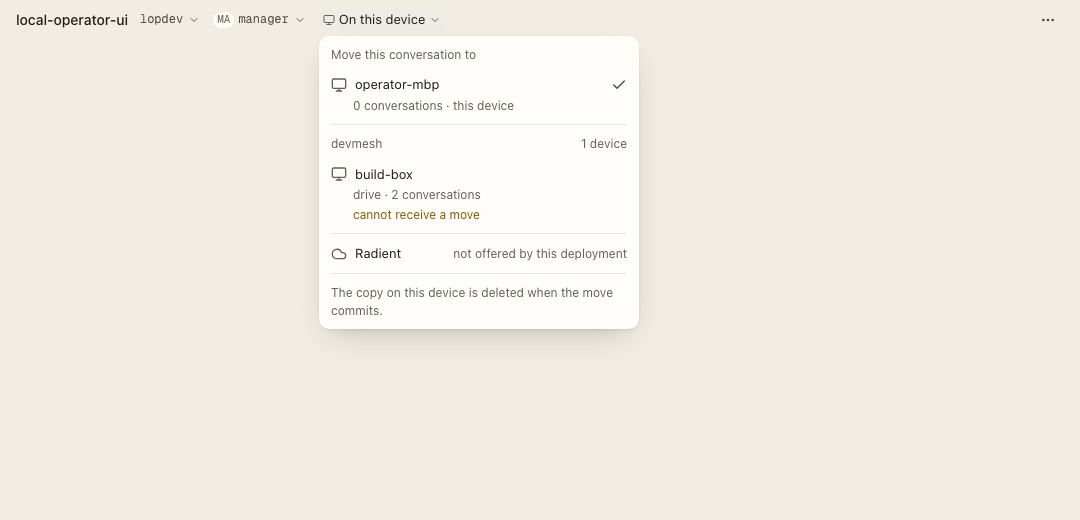 local-operator-ui lopdev MA manager On this device
Move this conversation to
operator-mbp
0 conversations · this device
devmesh 1 device
build-box
drive · 2 conversations
cannot receive a move
Radient not offered by this deployment
The copy on this device is deleted when the move
commits.